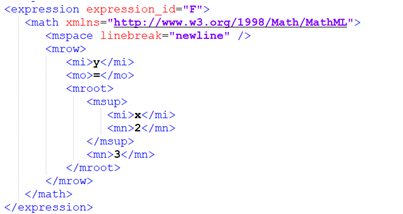 <expression expression_id="F">
<math xmlns="http://www.w3.org/1998/Math/MathML">
<mspace linebreak="newline" />
<mrow>
<mi>y</mi>
<mo>=</mo>
<mroot>
<msup>
<mi>x</mi>
<mn>2</mn>
</msup>
<mn>3</mn>
</mroot>
</mrow>
</math>
</expression>